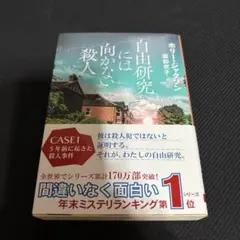 自由研究
には
向かない
殺人
ホリー・ジャクソン
服部京子 訳
CASE1
5年前に起きた
殺人事件
彼は殺人犯ではないと
証明する。
それが、わたしの自由研究。
全世界でシリーズ累計170万部突破！
間違いなく面白い
年末ミステリランキング第1位
シリーズ